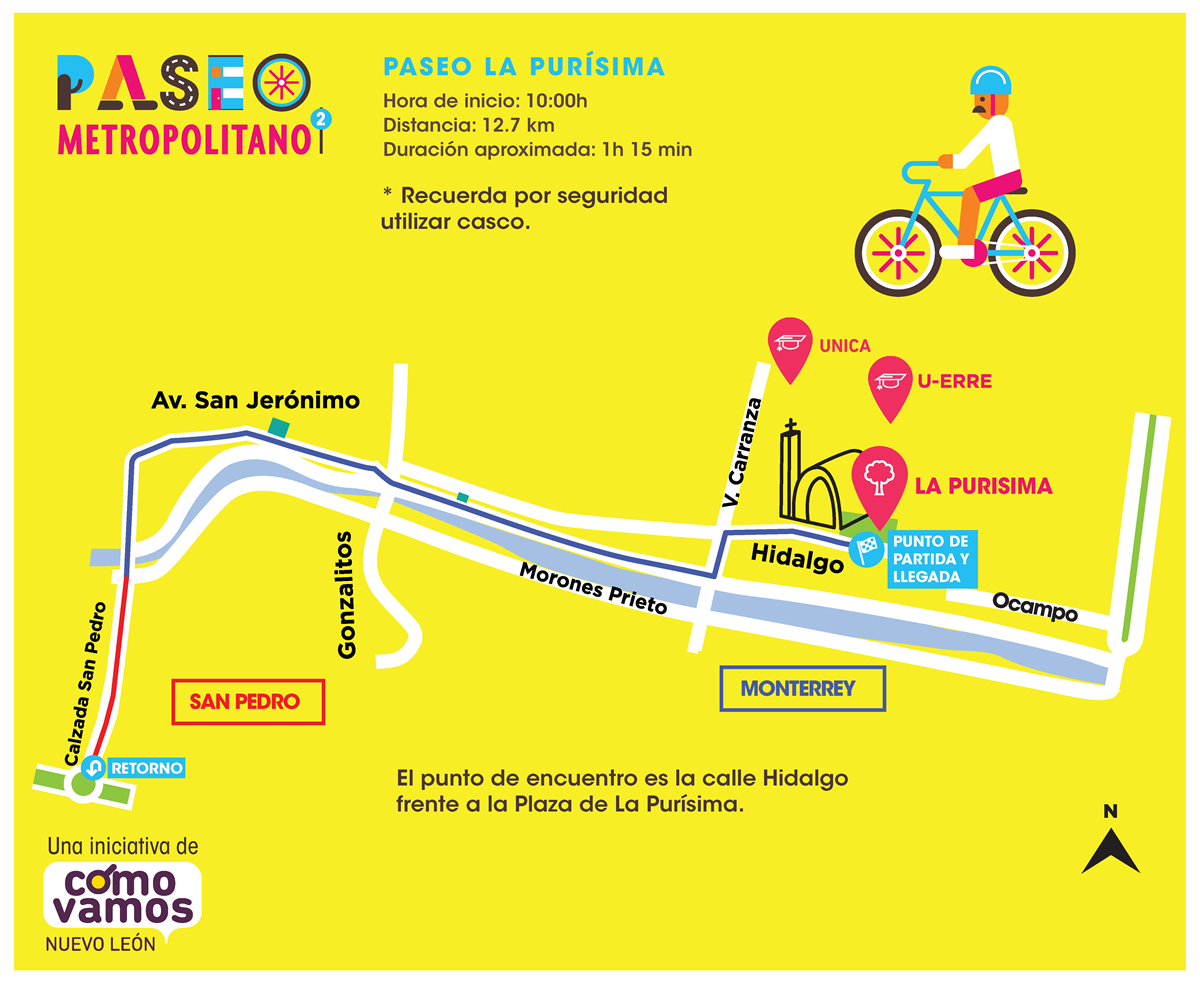 PASEO
METROPOLITANO
2
PASEO LA PURÍSIMA
Hora de inicio: 10:00h
Distancia: 12.7 km
Duración aproximada: 1h 15 min
* Recuerda por seguridad
utilizar casco.
UNICA
U-ERRE
Av. San Jerónimo
V. Carranza
LA PURISIMA
PUNTO DE
PARTIDA Y
LLEGADA
Hidalgo
Gonzalitos
Morones Prieto
Ocampo
Calzada San Pedro
SAN PEDRO
MONTERREY
RETORNO
El punto de encuentro es la calle Hidalgo
frente a la Plaza de La Purísima.
N
Una iniciativa de
cómo
vamos
NUEVO LEÓN